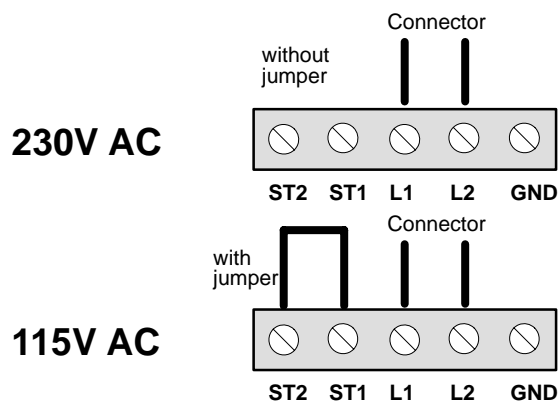 Connector
without
jumper
230V AC
ST2 ST1 L1 L2 GND
Connector
with
jumper
115V AC
ST2 ST1 L1 L2 GND